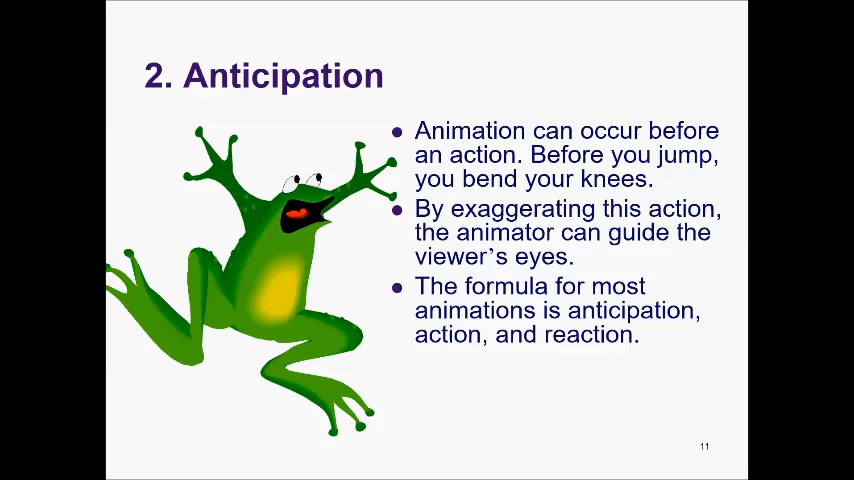 2. Anticipation
● Animation can occur before
an action. Before you jump,
you bend your knees.
● By exaggerating this action,
the animator can guide the
viewer’s eyes.
● The formula for most
animations is anticipation,
action, and reaction.
11